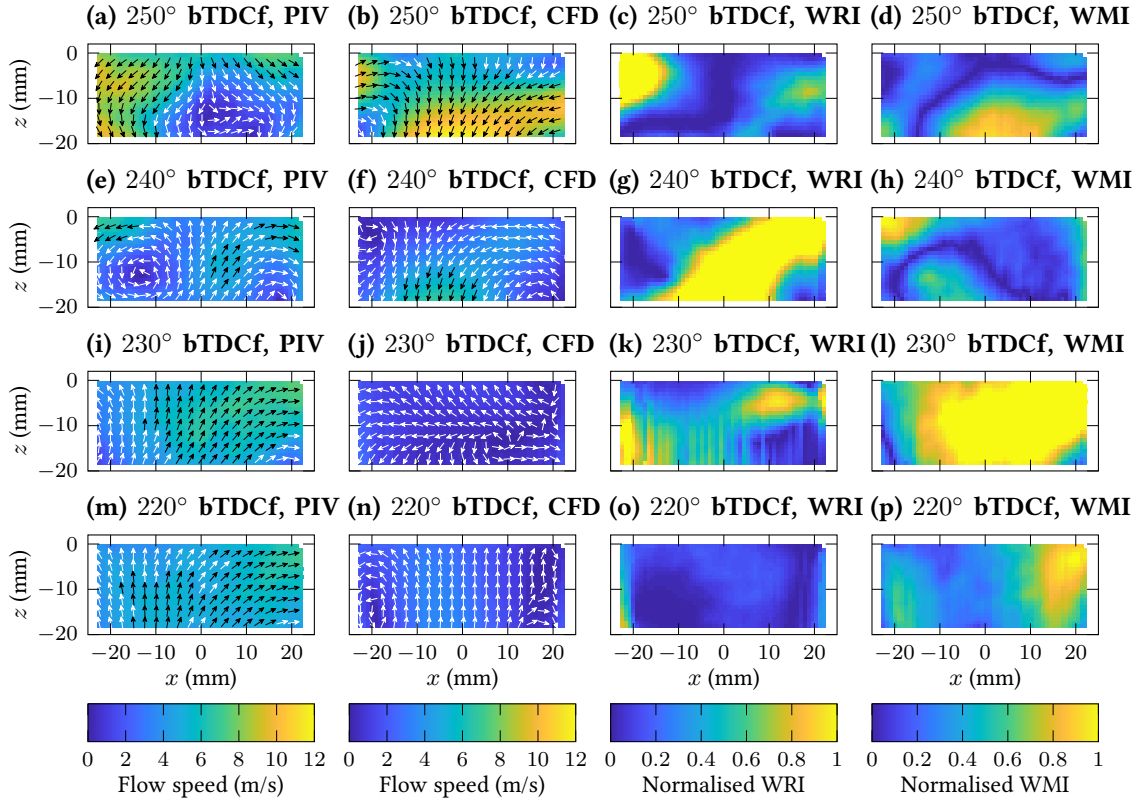 (a) 250° bTDCf, PIV (b) 250° bTDCf, CFD (c) 250° bTDCf, WRI (d) 250° bTDCf, WMI
0
−10
−20
z (mm)
(e) 240° bTDCf, PIV (f) 240° bTDCf, CFD (g) 240° bTDCf, WRI (h) 240° bTDCf, WMI
0
−10
−20
z (mm)
(i) 230° bTDCf, PIV (j) 230° bTDCf, CFD (k) 230° bTDCf, WRI (l) 230° bTDCf, WMI
0
−10
−20
z (mm)
(m) 220° bTDCf, PIV (n) 220° bTDCf, CFD (o) 220° bTDCf, WRI (p) 220° bTDCf, WMI
0
−10
−20
z (mm)
−20 −10 0 10 20 −20 −10 0 10 20 −20 −10 0 10 20 −20 −10 0 10 20
x (mm) x (mm) x (mm) x (mm)
0 2 4 6 8 10 12 0 2 4 6 8 10 12 0 0.2 0.4 0.6 0.8 1 0 0.2 0.4 0.6 0.8 1
Flow speed (m/s) Flow speed (m/s) Normalised WRI Normalised WMI